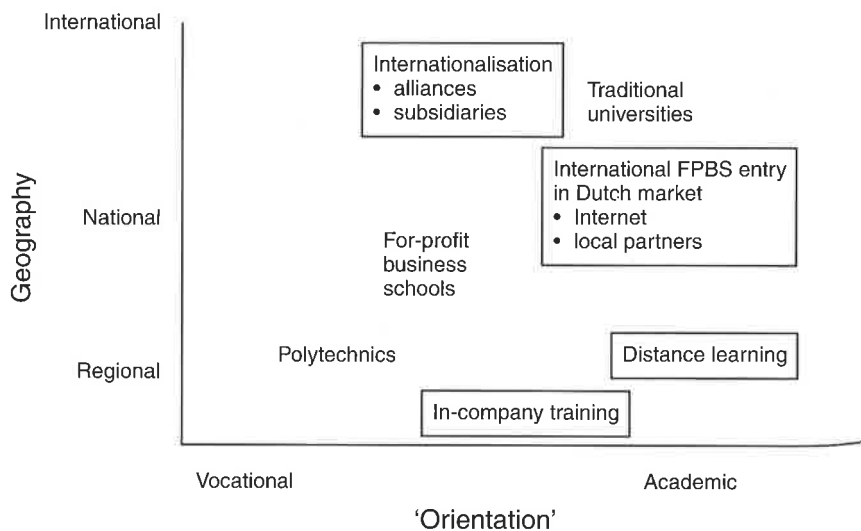 International
Internationalisation
• alliances
• subsidiaries
Traditional
universities
International FPBS entry
in Dutch market
• Internet
• local partners
Geography
National
For-profit
business
schools
Polytechnics
Distance learning
Regional
In-company training
Vocational
Academic
'Orientation'